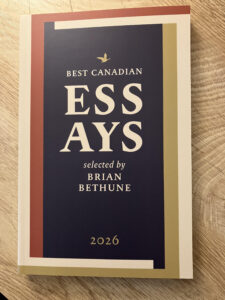 BEST CANADIAN
ESS
AYS
selected by
BRIAN
BETHUNE
2026